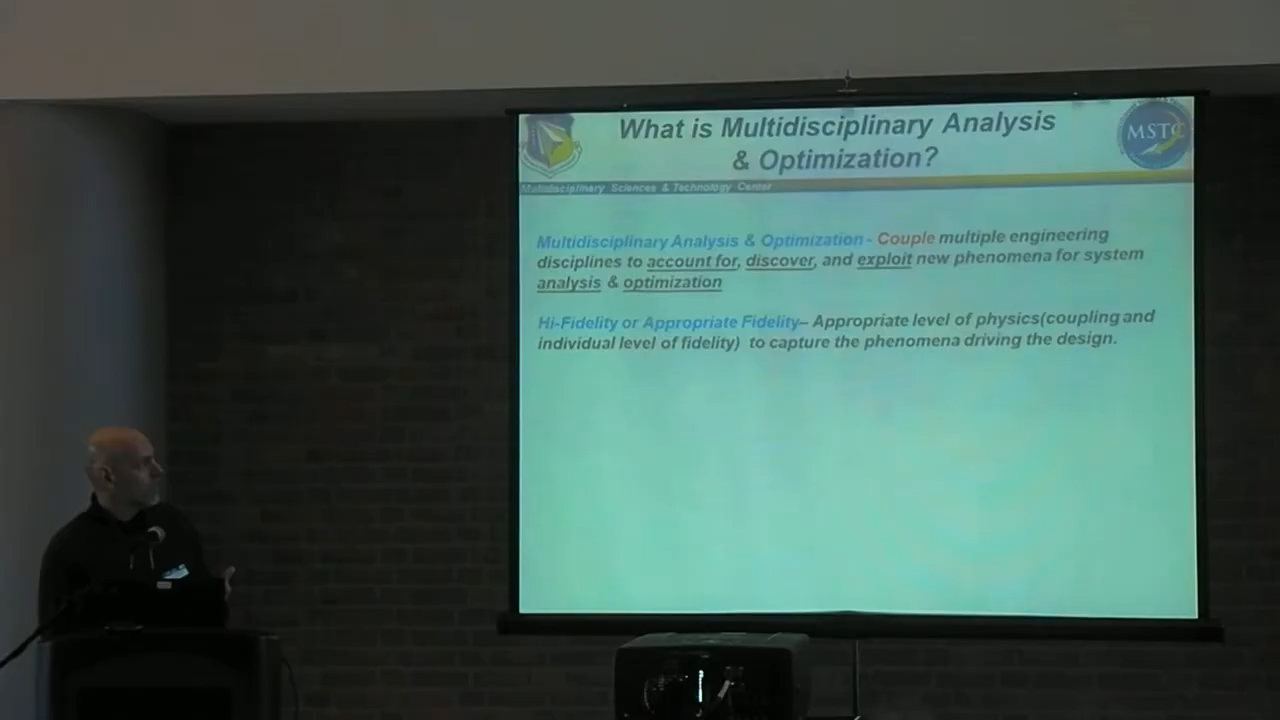 What is Multidisciplinary Analysis
& Optimization?
MSTC
Multidisciplinary Sciences & Technology Center
Multidisciplinary Analysis & Optimization - Couple multiple engineering
disciplines to account for, discover, and exploit new phenomena for system
analysis & optimization
Hi-Fidelity or Appropriate Fidelity– Appropriate level of physics(coupling and
individual level of fidelity) to capture the phenomena driving the design.